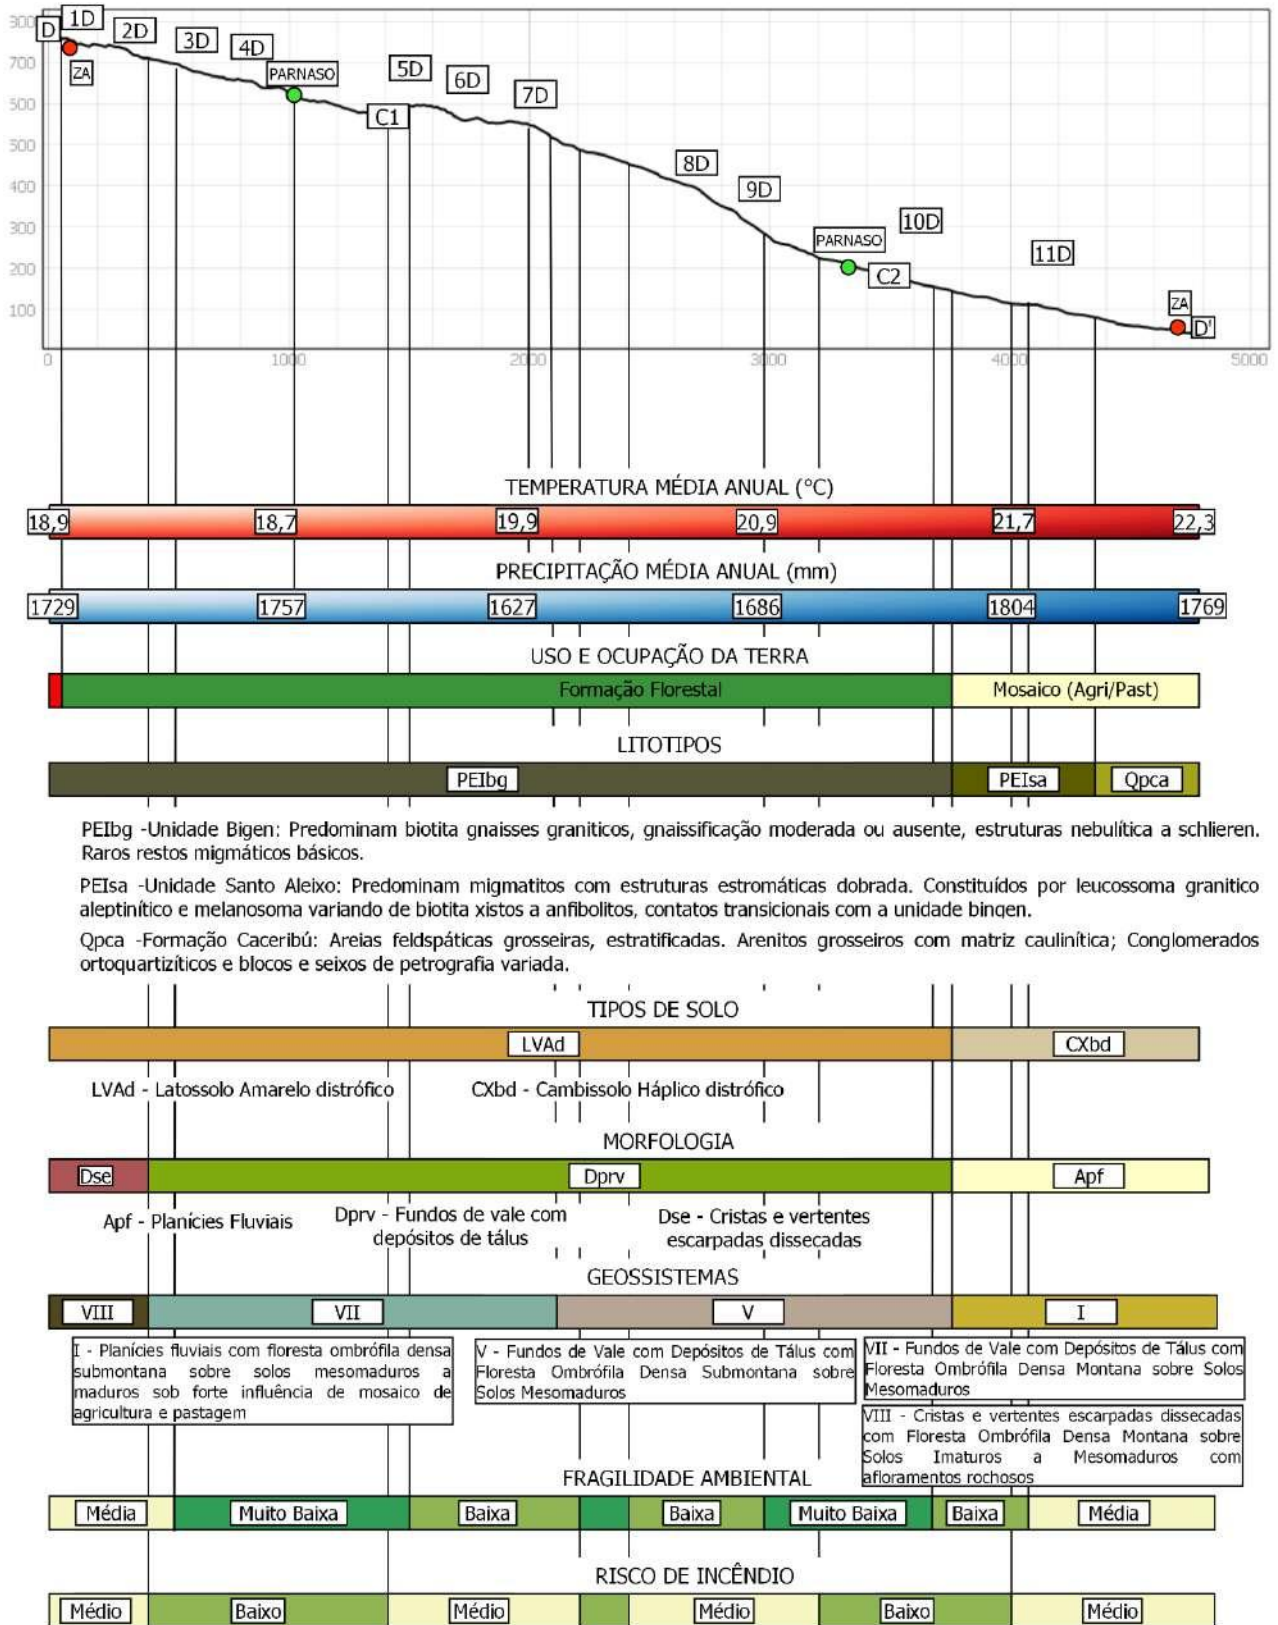 800
D
1D
2D
3D
4D
5D
6D
7D
8D
9D
10D
11D
ZA
PARNASO
C1
PARNASO
C2
ZA
D'
700
600
500
400
300
200
100
0
1000
2000
3000
4000
5000
TEMPERATURA MÉDIA ANUAL (°C)
18,9 18,7 19,9 20,9 21,7 22,3
PRECIPITAÇÃO MÉDIA ANUAL (mm)
1729 1757 1627 1686 1804 1769
USO E OCUPAÇÃO DA TERRA
Formação Florestal Mosaico (Agri/Past)
LITOTIPOS
PEIbg PEIsa Qpca
PEIbg -Unidade Bigen: Predominam biotita gnaisses graniticos, gnaissificação moderada ou ausente, estruturas nebulítica a schlieren.
Raros restos migmáticos básicos.
PEIsa -Unidade Santo Aleixo: Predominam migmatitos com estruturas estromáticas dobrada. Constituídos por leucossoma granitico
aleptinítico e melanosoma variando de biotita xistos a anfibolitos, contatos transicionais com a unidade bingen.
Qpca -Formação Caceribú: Areias feldspáticas grosseiras, estratificadas. Arenitos grosseiros com matriz caulinítica; Conglomerados
ortoquartizíticos e blocos e seixos de petrografia variada.
TIPOS DE SOLO
LVAd CXbd
LVAd - Latossolo Amarelo distrófico CXbd - Cambissolo Háplico distrófico
MORFOLOGIA
Dse Dprv Apf
Apf - Planícies Fluviais
Dprv - Fundos de vale com
depósitos de tálus
Dse - Cristas e vertentes
escarpadas dissecadas
GEOSSISTEMAS
VIII VII V I
I - Planícies fluviais com floresta ombrófila densa
submontana sobre solos mesomaduros a
maduros sob forte influência de mosaico de
agricultura e pastagem
V - Fundos de Vale com Depósitos de Tálus com
Floresta Ombrófila Densa Submontana sobre
Solos Mesomaduros
VII - Fundos de Vale com Depósitos de Tálus com
Floresta Ombrófila Densa Montana sobre Solos
Mesomaduros
VIII - Cristas e vertentes escarpadas dissecadas
com Floresta Ombrófila Densa Montana sobre
Solos Imaturos a Mesomaduros com
afloramentos rochosos
FRAGILIDADE AMBIENTAL
Média Muito Baixa Baixa Baixa Muito Baixa Baixa Média
RISCO DE INCÊNDIO
Médio Baixo Médio Médio Baixo Médio